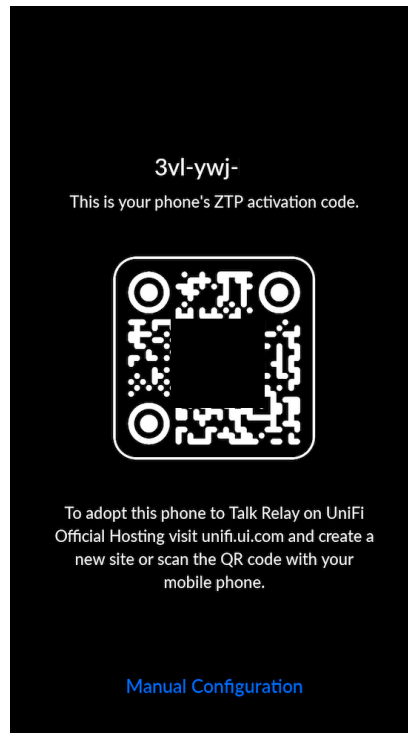 3vl-ywj-
This is your phone's ZTP activation code.
To adopt this phone to Talk Relay on UniFi
Official Hosting visit unifi.ui.com and create a
new site or scan the QR code with your
mobile phone.
Manual Configuration